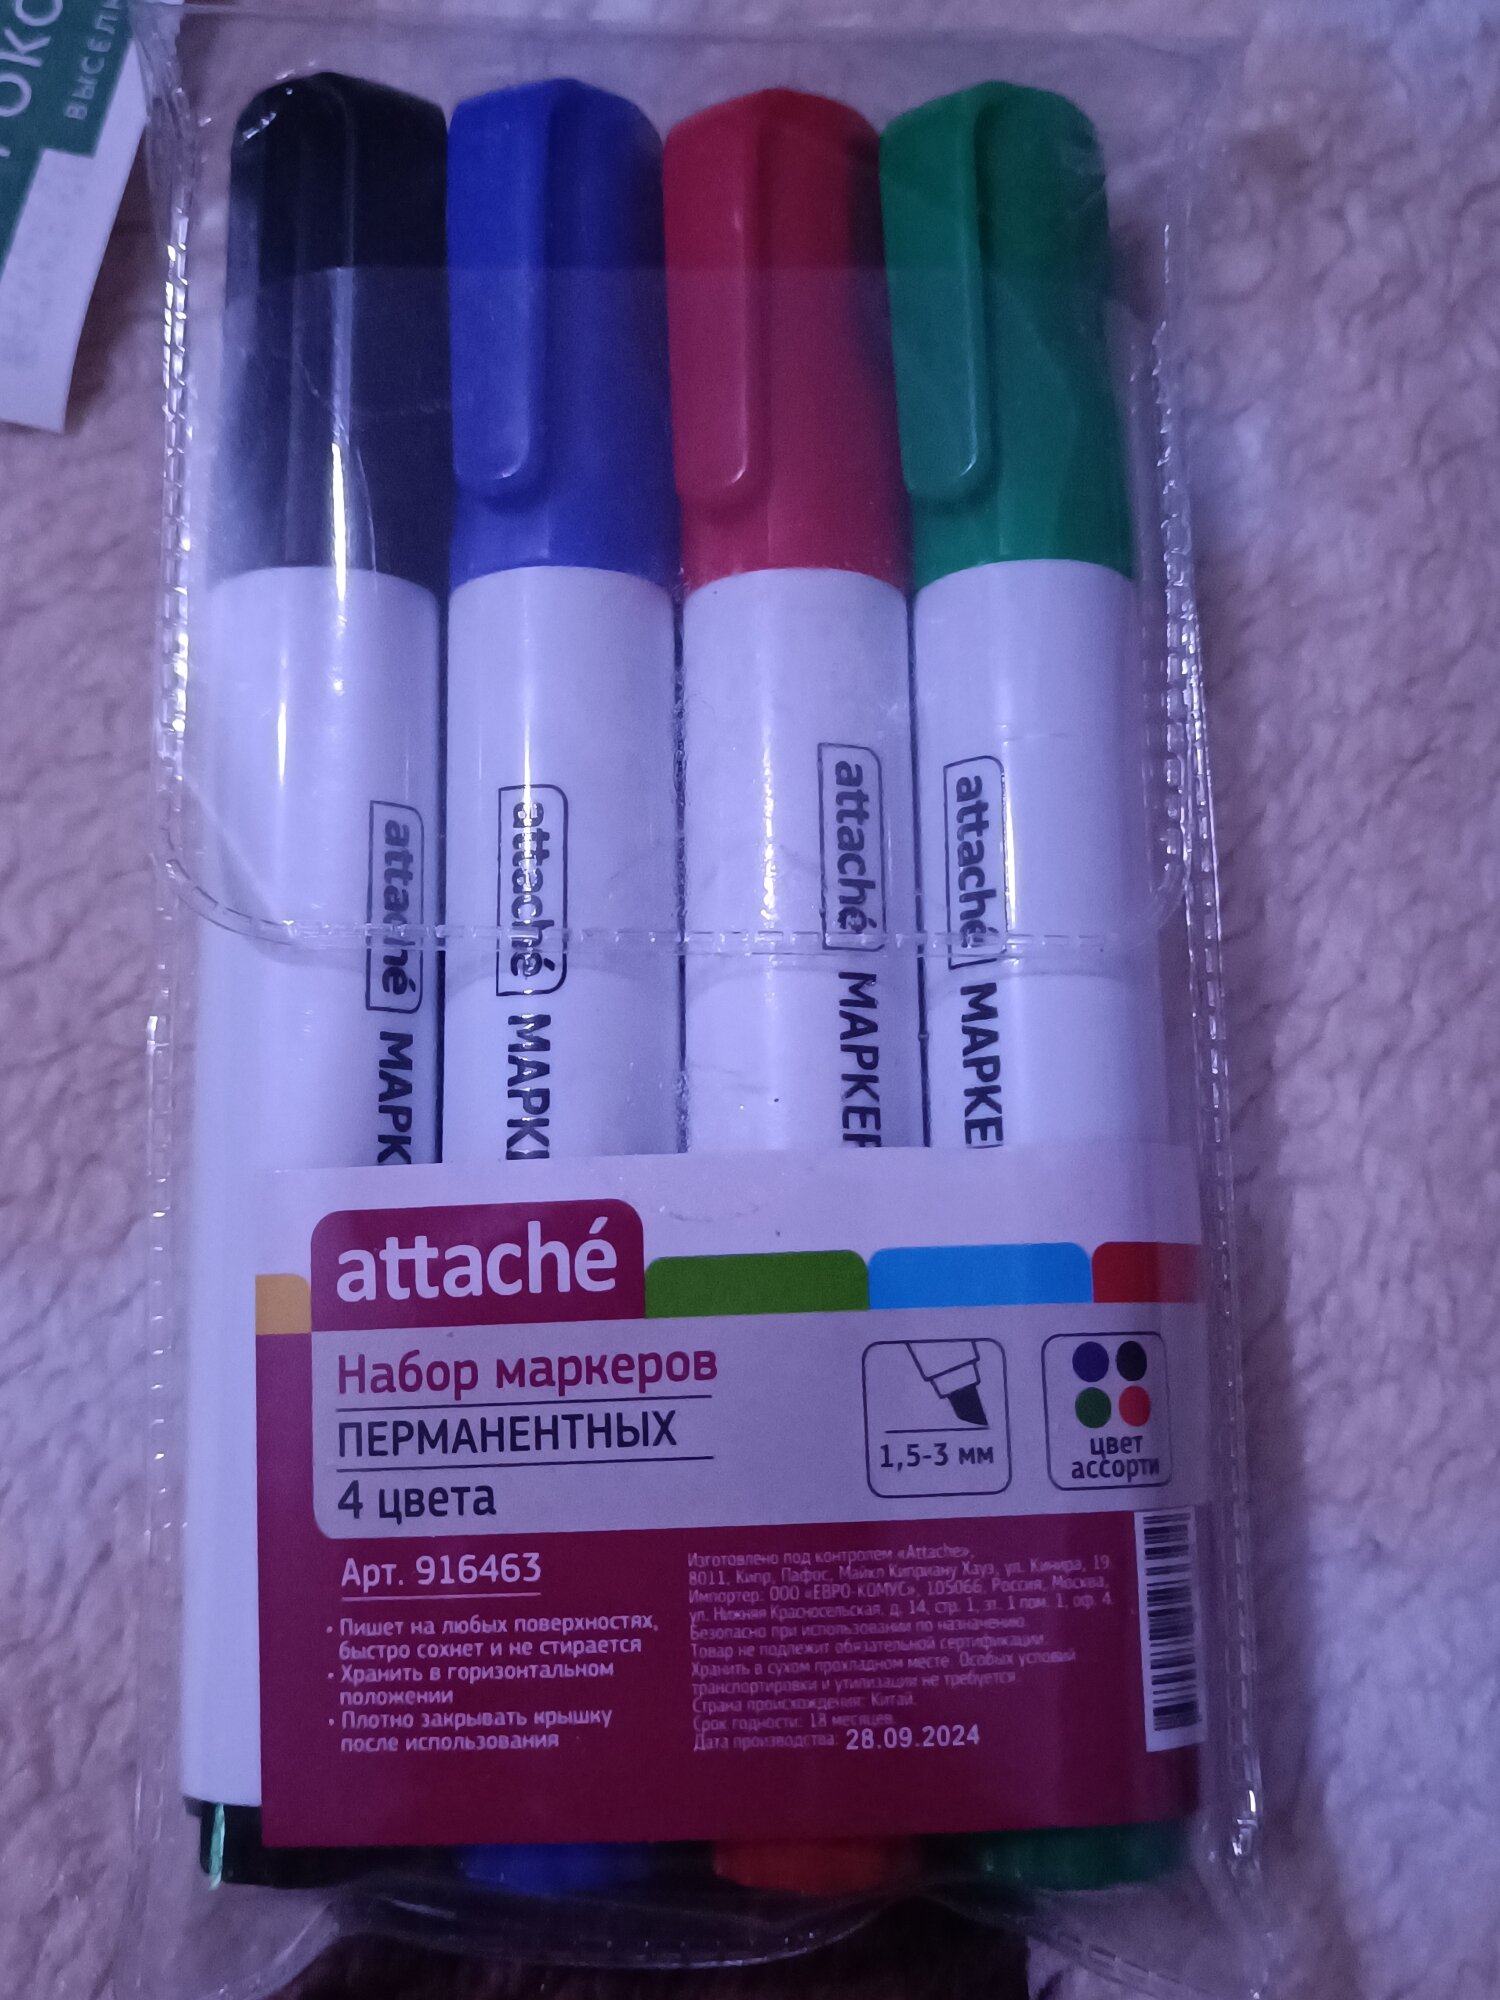 ВЫСЕЛ
attaché МАРК
attaché МАРК
attaché МАРКЕР
attaché МАРКЕ
attaché
Набор маркеров
ПЕРМАНЕНТНЫХ
4 цвета
1,5-3 мм
цвет
ассорти
Арт. 916463
• Пишет на любых поверхностях,
быстро сохнет и не стирается
• Хранить в горизонтальном
положении
• Плотно закрывать крышку
после использования
Изготовлено под контролем «Attache»,
8011, Кипр, Пафос, Майкл Киприану Хауз, ул. Кинира, 19
Импортер: ООО «ЕВРО-КОМУС», 105066, Россия, Москва,
ул. Нижняя Красносельская, д. 14, стр. 1, эт. 1 пом. 1, оф. 4
Безопасно при использовании по назначению.
Товар не подлежит обязательной сертификации.
Хранить в сухом прохладном месте. Особых условий
транспортировки и утилизации не требуется.
Страна происхождения: Китай.
Срок годности: 18 месяцев
Дата производства: 28.09.2024